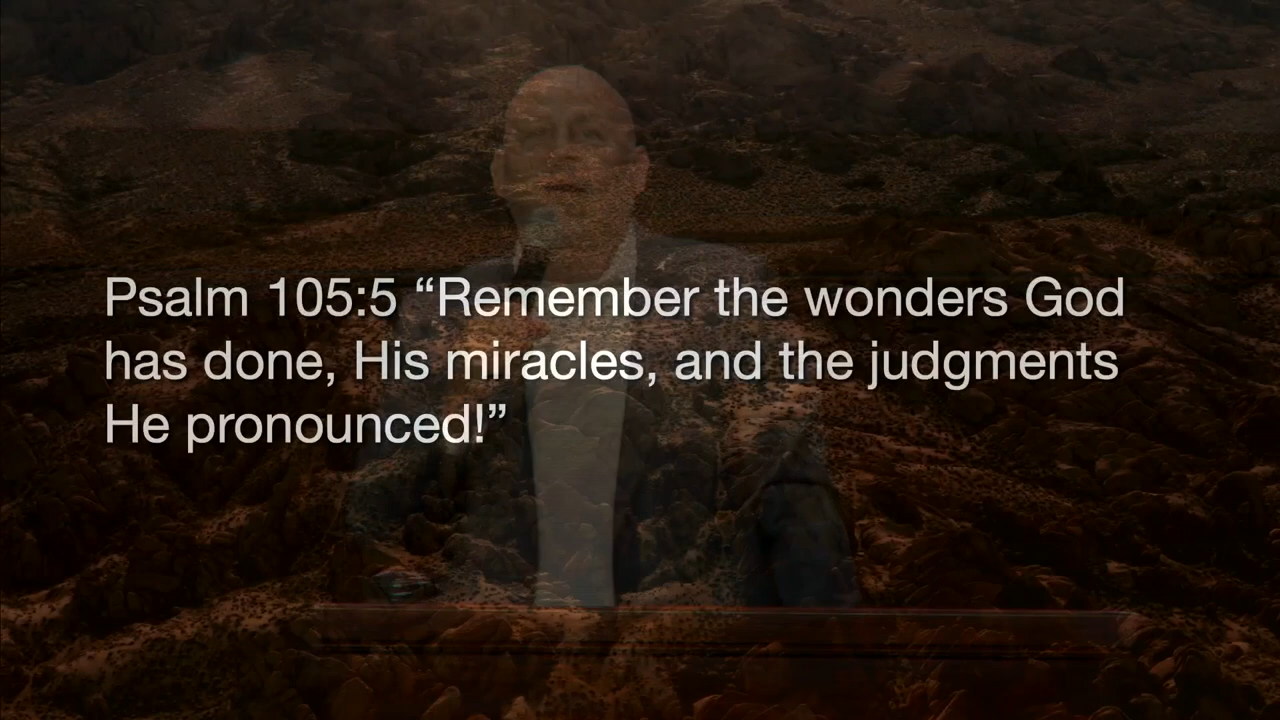 Psalm 105:5 “Remember the wonders God
has done, His miracles, and the judgments
He pronounced!”